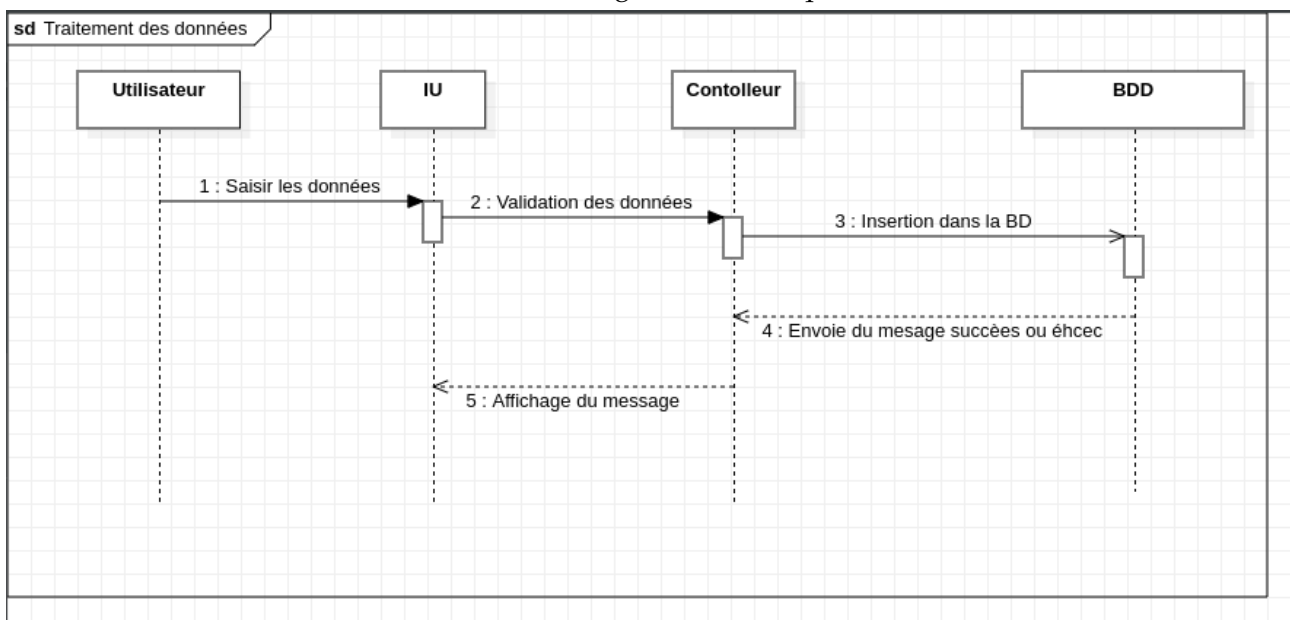 sd Traitement des données
Utilisateur
IU
Contolleur
BDD
1 : Saisir les données
2 : Validation des données
3 : Insertion dans la BD
4 : Envoie du mesage succèes ou éhcec
5 : Affichage du message